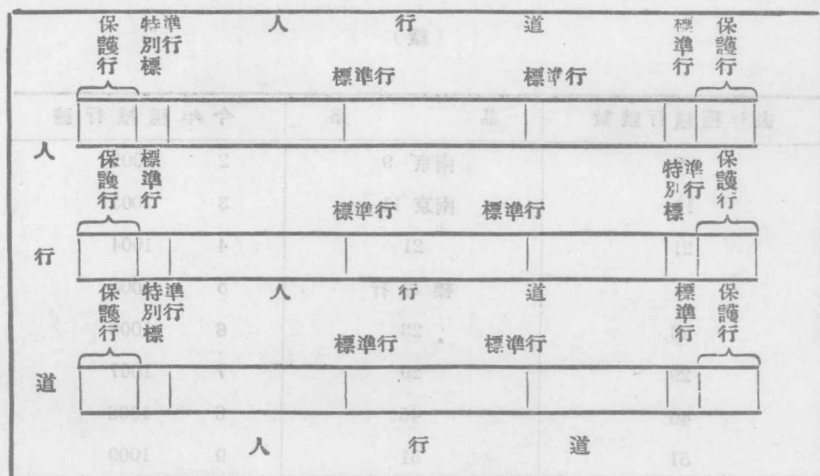 保護行 特別標準行 人 行 道 標準行 保護行
標準行 標準行
人
保護行 標準行 特別標準行 保護行
標準行 標準行
行
保護行 特別標準行 人 行 道 標準行 保護行
標準行 標準行
道
人 行 道